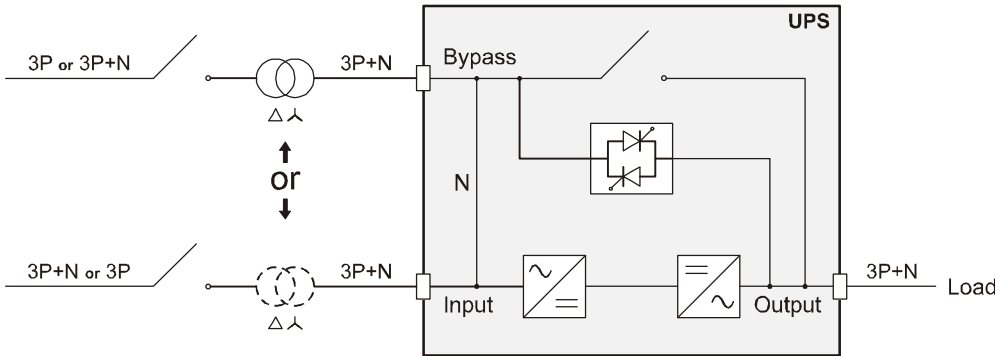 UPS
3P or 3P+N
3P+N
Bypass
or
N
3P+N or 3P
3P+N
Input
Output
3P+N
Load